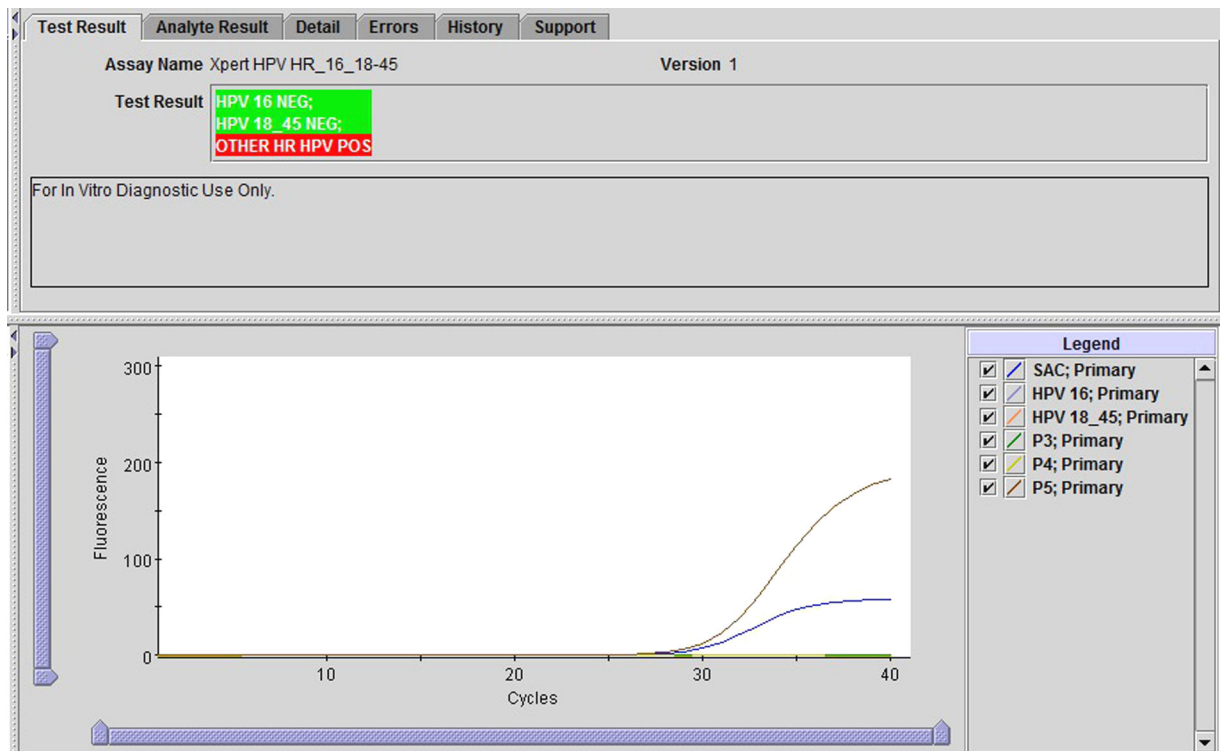 Test Result Analyte Result Detail Errors History Support
Assay Name Xpert HPV HR_16_18-45 Version 1
Test Result HPV 16 NEG;
HPV 18_45 NEG;
OTHER HR HPV POS
For In Vitro Diagnostic Use Only.
300
200
100
0
Fluorescence
10 20 30 40
Cycles
Legend
SAC; Primary
HPV 16; Primary
HPV 18_45; Primary
P3; Primary
P4; Primary
P5; Primary